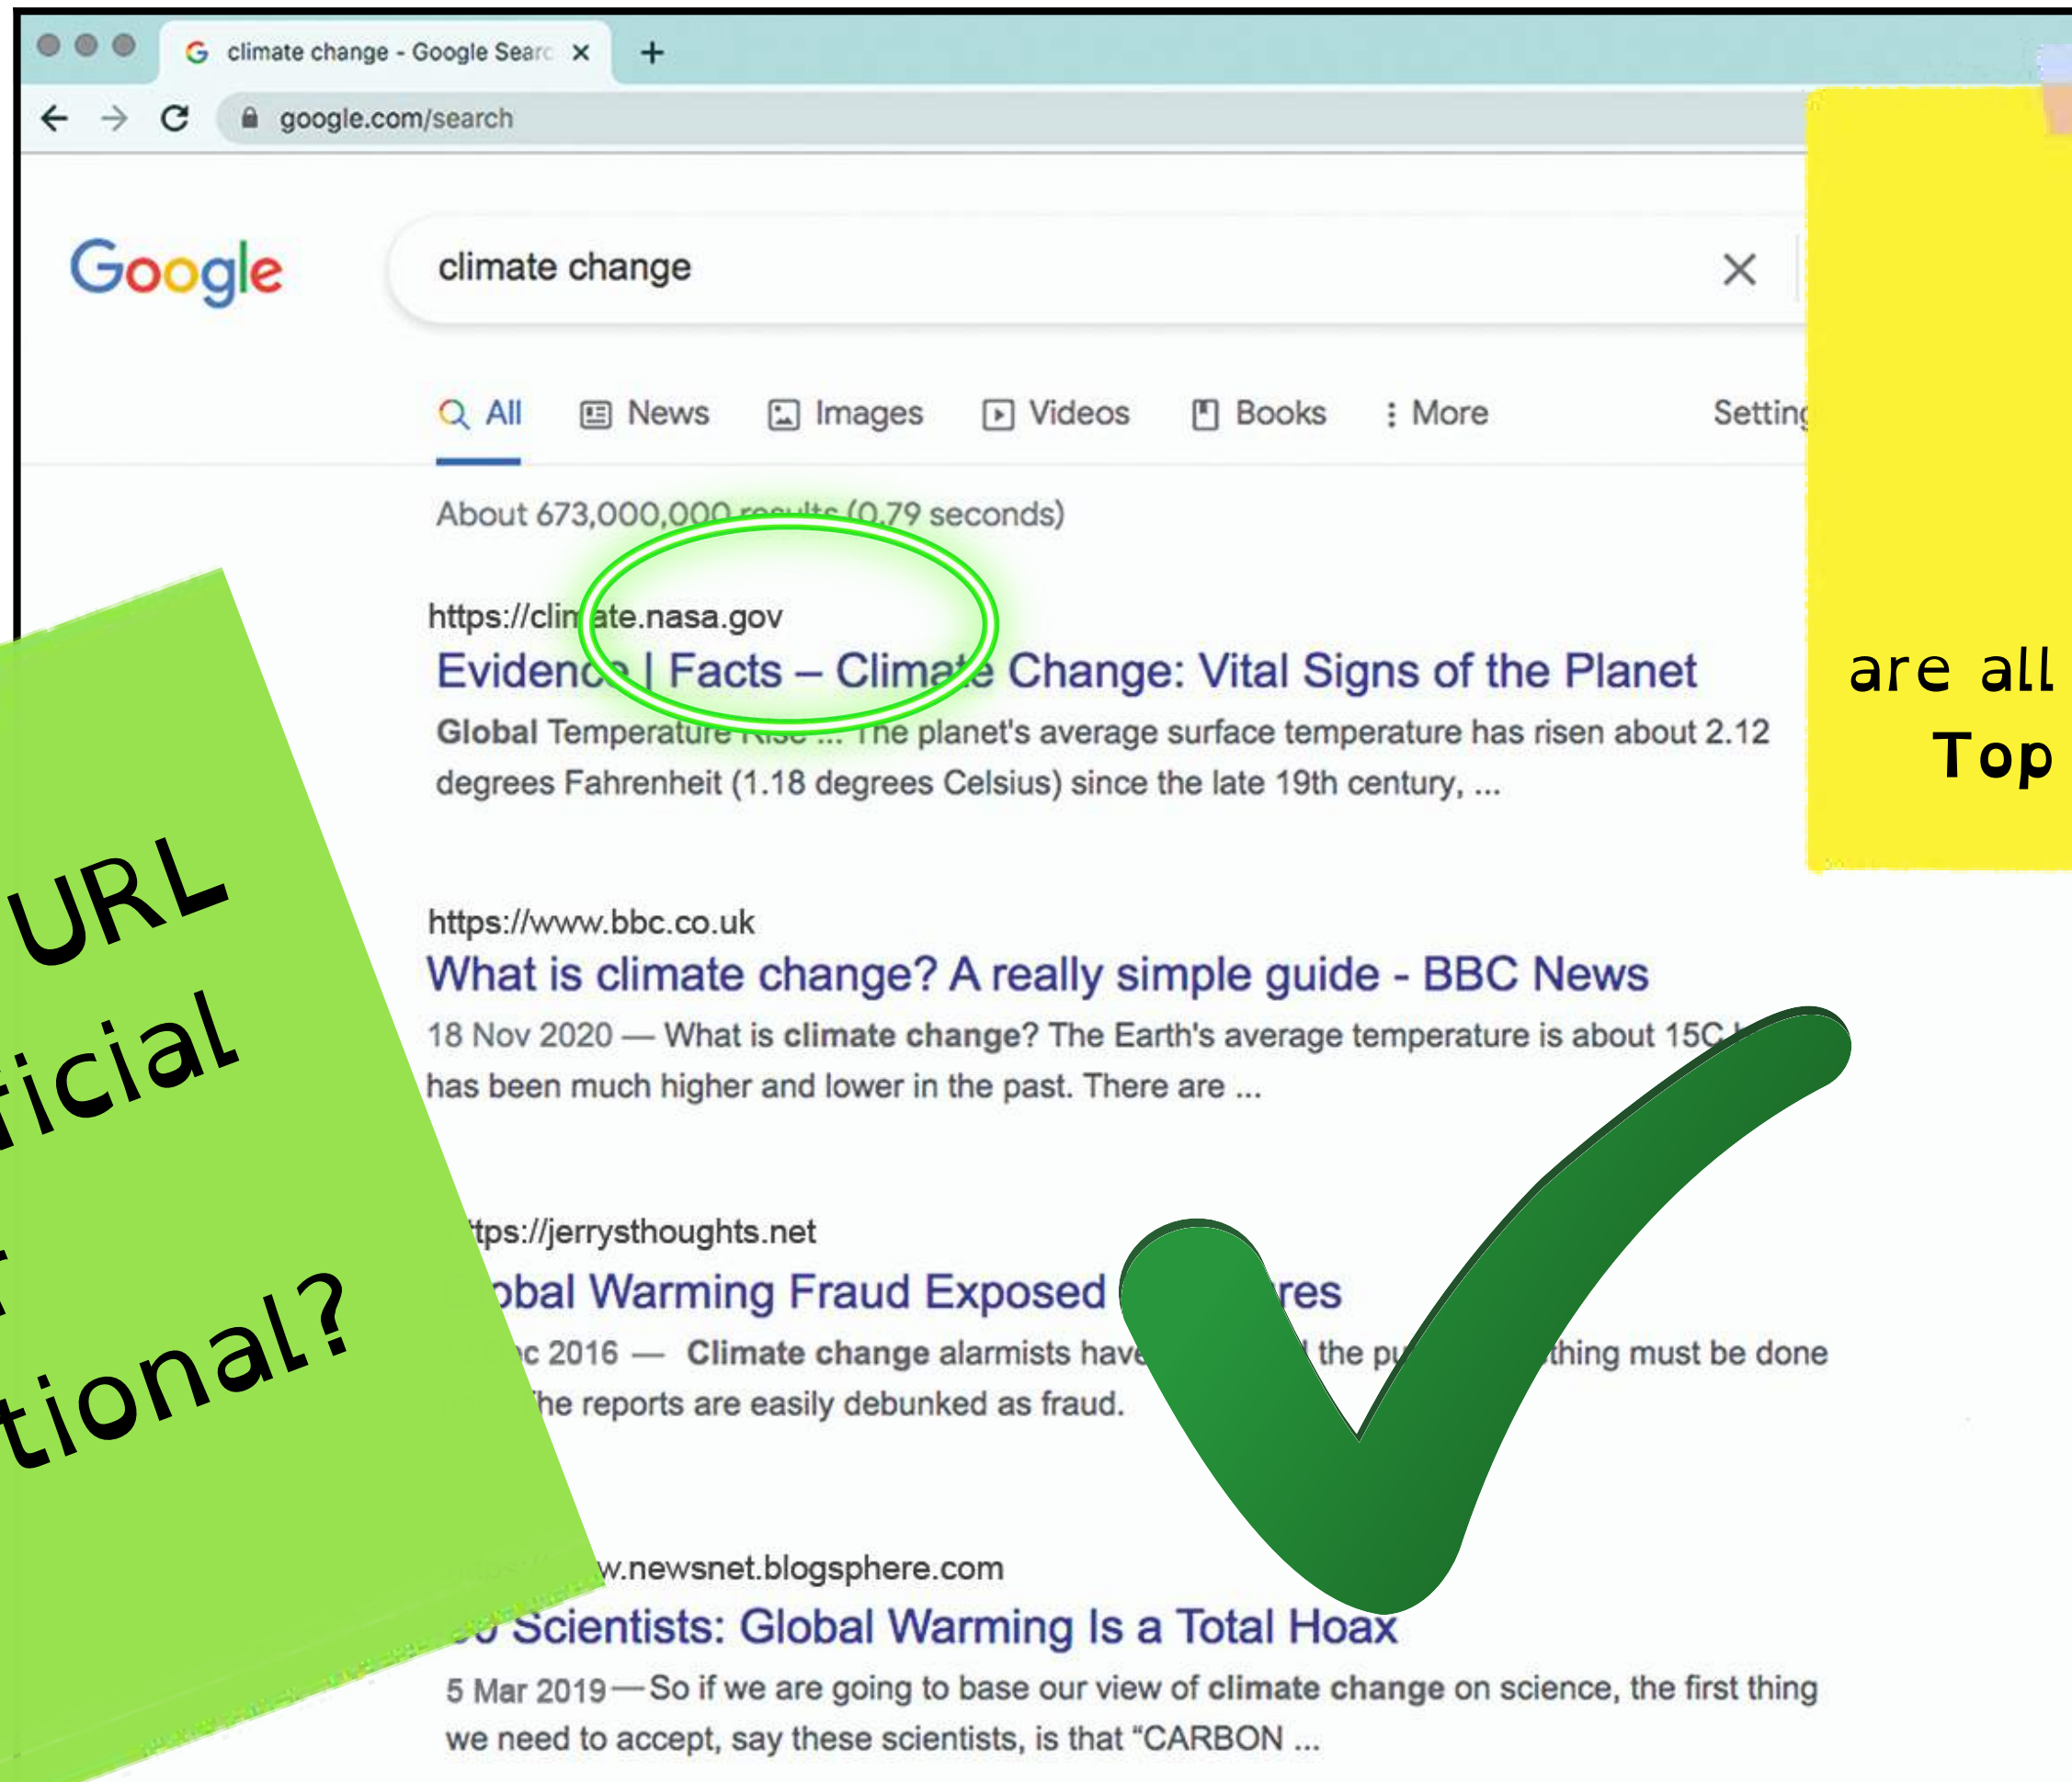 climate change - Google Searc
google.com/search
Google
climate change
All News Images Videos Books More
About 673,000,000 results (0.79 seconds)
https://climate.nasa.gov
Evidence | Facts – Climate Change: Vital Signs of the Planet
Global Temperature Rise ... The planet's average surface temperature has risen about 2.12
degrees Fahrenheit (1.18 degrees Celsius) since the late 19th century, ...
are all
Top
https://www.bbc.co.uk
What is climate change? A really simple guide - BBC News
18 Nov 2020 — What is climate change? The Earth's average temperature is about 15C
has been much higher and lower in the past. There are ...
URL
ficial
tional?
tps://jerrysthoughts.net
obal Warming Fraud Exposed res
c 2016 — Climate change alarmists have the pu thing must be done
he reports are easily debunked as fraud.
w.newsnet.blogsphere.com
Scientists: Global Warming Is a Total Hoax
5 Mar 2019 — So if we are going to base our view of climate change on science, the first thing
we need to accept, say these scientists, is that “CARBON ...